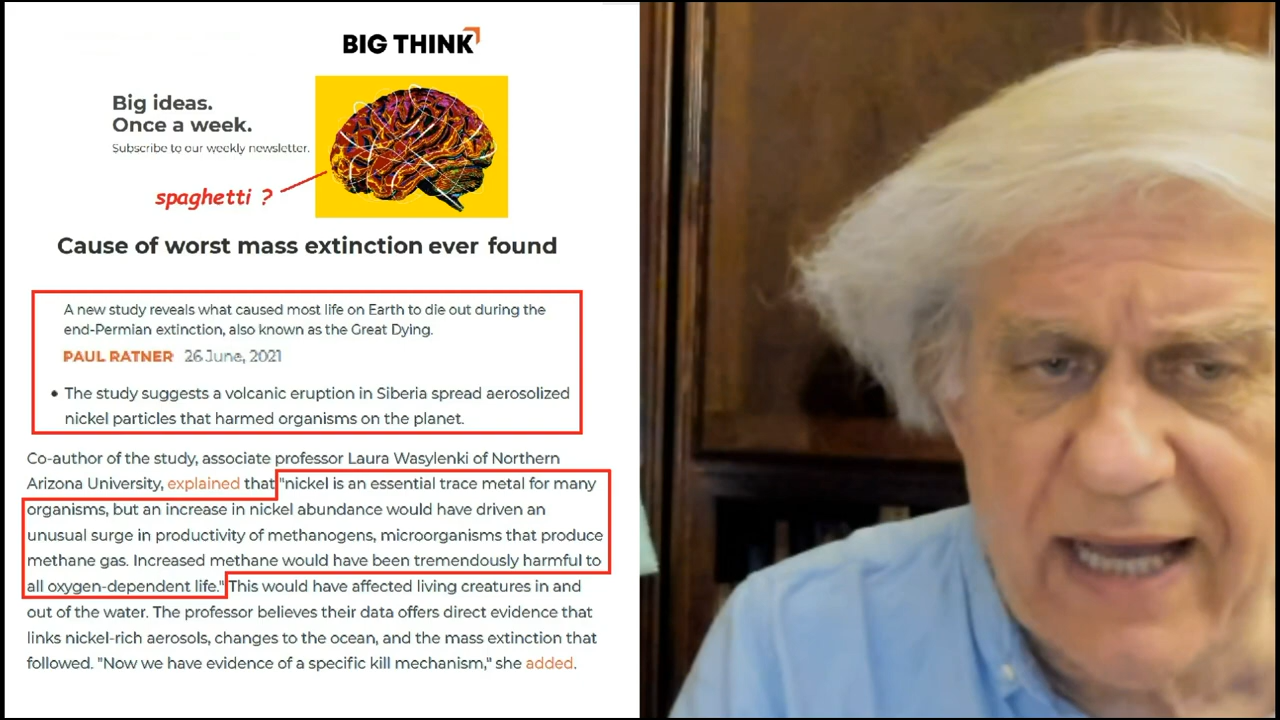 BIG THINK
Big ideas.
Once a week.
Subscribe to our weekly newsletter.
spaghetti ?
Cause of worst mass extinction ever found
A new study reveals what caused most life on Earth to die out during the
end-Permian extinction, also known as the Great Dying.
PAUL RATNER 26 June, 2021
• The study suggests a volcanic eruption in Siberia spread aerosolized
nickel particles that harmed organisms on the planet.
Co-author of the study, associate professor Laura Wasylenki of Northern
Arizona University, explained that "nickel is an essential trace metal for many
organisms, but an increase in nickel abundance would have driven an
unusual surge in productivity of methanogens, microorganisms that produce
methane gas. Increased methane would have been tremendously harmful to
all oxygen-dependent life." This would have affected living creatures in and
out of the water. The professor believes their data offers direct evidence that
links nickel-rich aerosols, changes to the ocean, and the mass extinction that
followed. "Now we have evidence of a specific kill mechanism," she added.